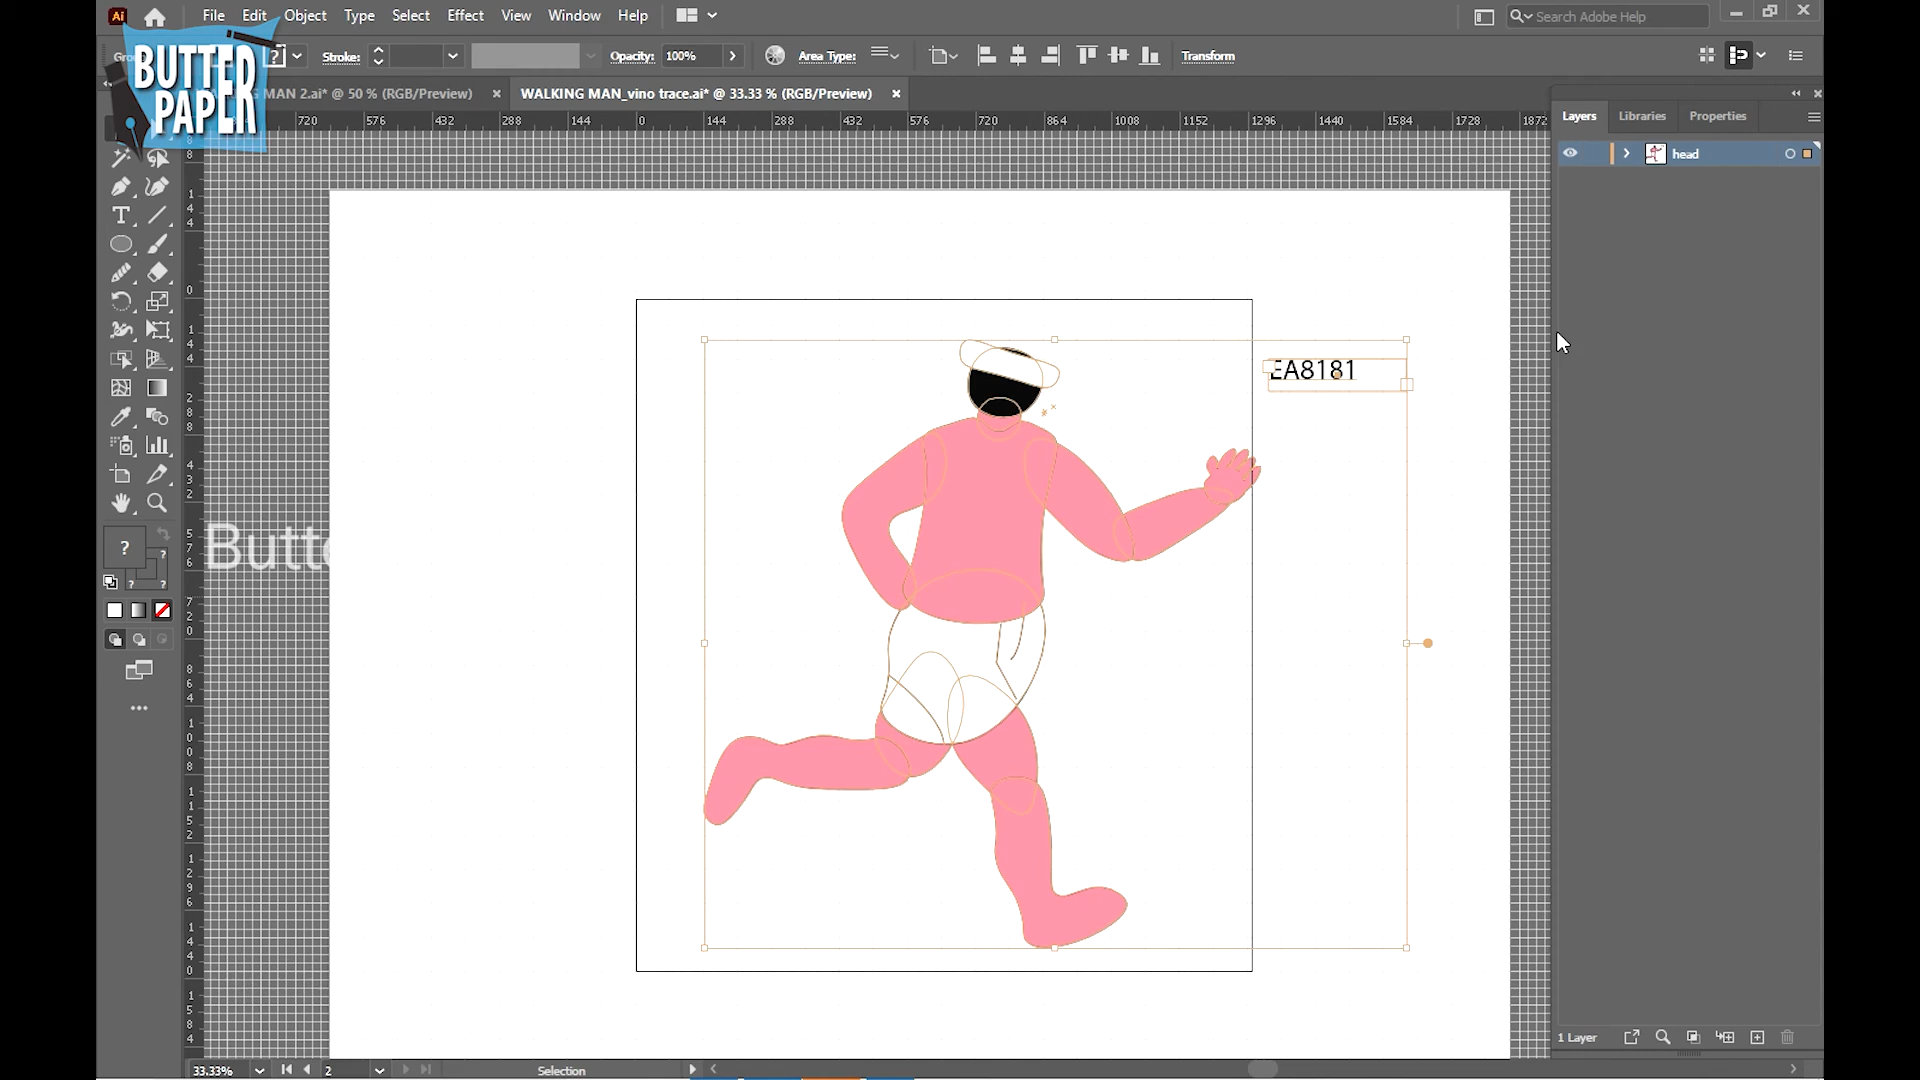 Ai File Edit Object Type Select Effect View Window Help Search Adobe Help
? Stroke: Opacity: 100% Area Type: Transform
BUTTER
PAPER
MAN 2.ai* @ 50 % (RGB/Preview) × WALKING MAN_vino trace.ai* @ 33.33 % (RGB/Preview) ×
720 576 432 288 144 0 144 288 432 576 720 864 1008 1152 1296 1440 1584 1728 1872
Layers Libraries Properties
head
EA8181
Butte
?
?
? ?
1 Layer
33.33% 2 Selection